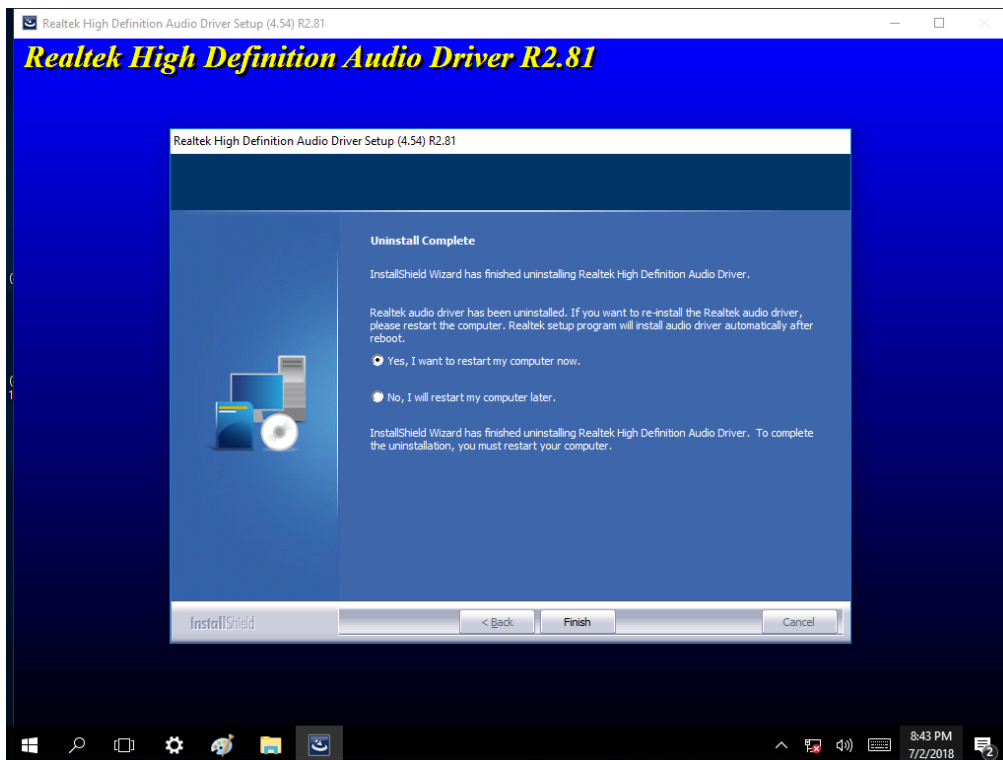 Realtek High Definition Audio Driver Setup (4.54) R2.81
Realtek High Definition Audio Driver R2.81
Realtek High Definition Audio Driver Setup (4.54) R2.81
Uninstall Complete
InstallShield Wizard has finished uninstalling Realtek High Definition Audio Driver.
Realtek audio driver has been uninstalled. If you want to re-install the Realtek audio driver,
please restart the computer. Realtek setup program will install audio driver automatically after
reboot.
Yes, I want to restart my computer now.
No, I will restart my computer later.
InstallShield Wizard has finished uninstalling Realtek High Definition Audio Driver.  To complete
the uninstallation, you must restart your computer.
InstallShield
< Back
Finish
Cancel
8:43 PM
7/2/2018
2